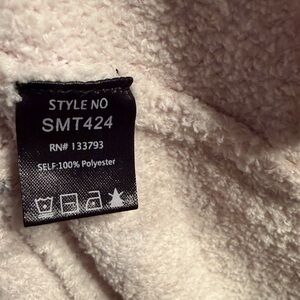 STYLE NO
SMT424
RN# 133793
SELF:100% Polyester